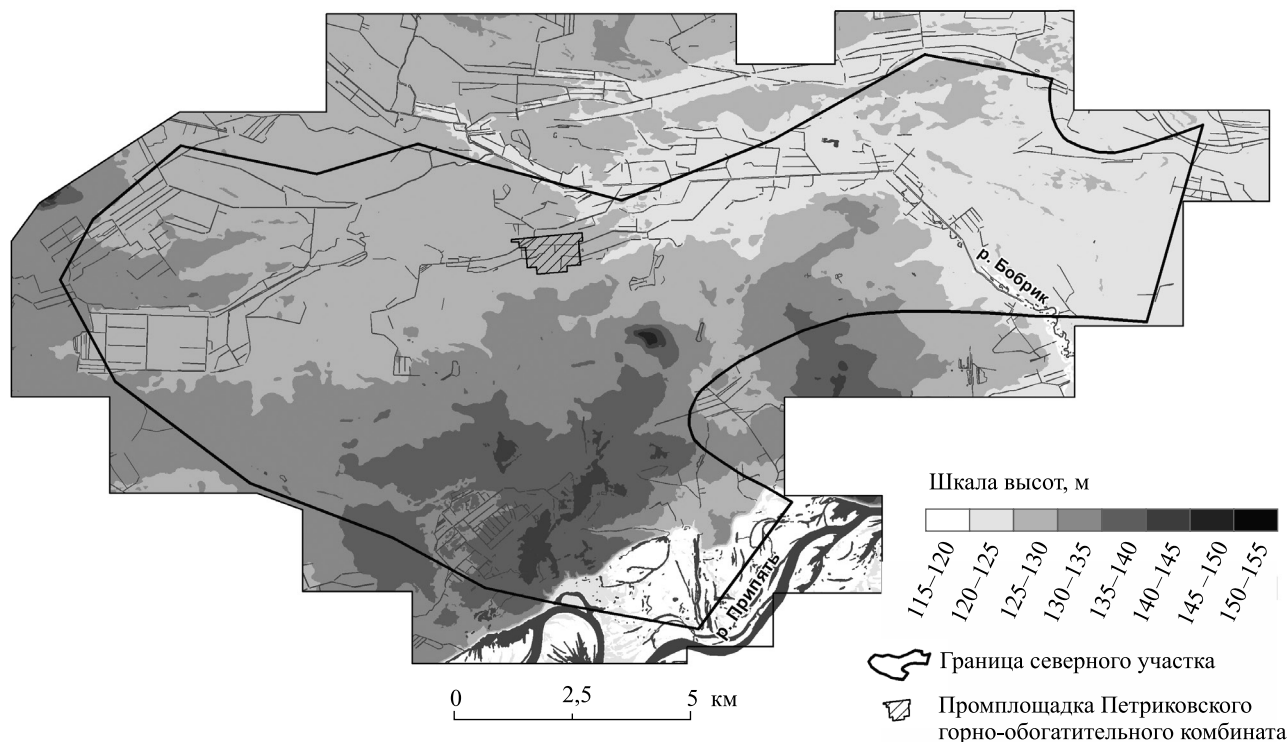 р. Бобрик
р. Припять
Шкала высот, м
115–120
120–125
125–130
130–135
135–140
140–145
145–150
150–155
Граница северного участка
Промплощадка Петриковского
горно-обогатительного комбината
0 2,5 5 км